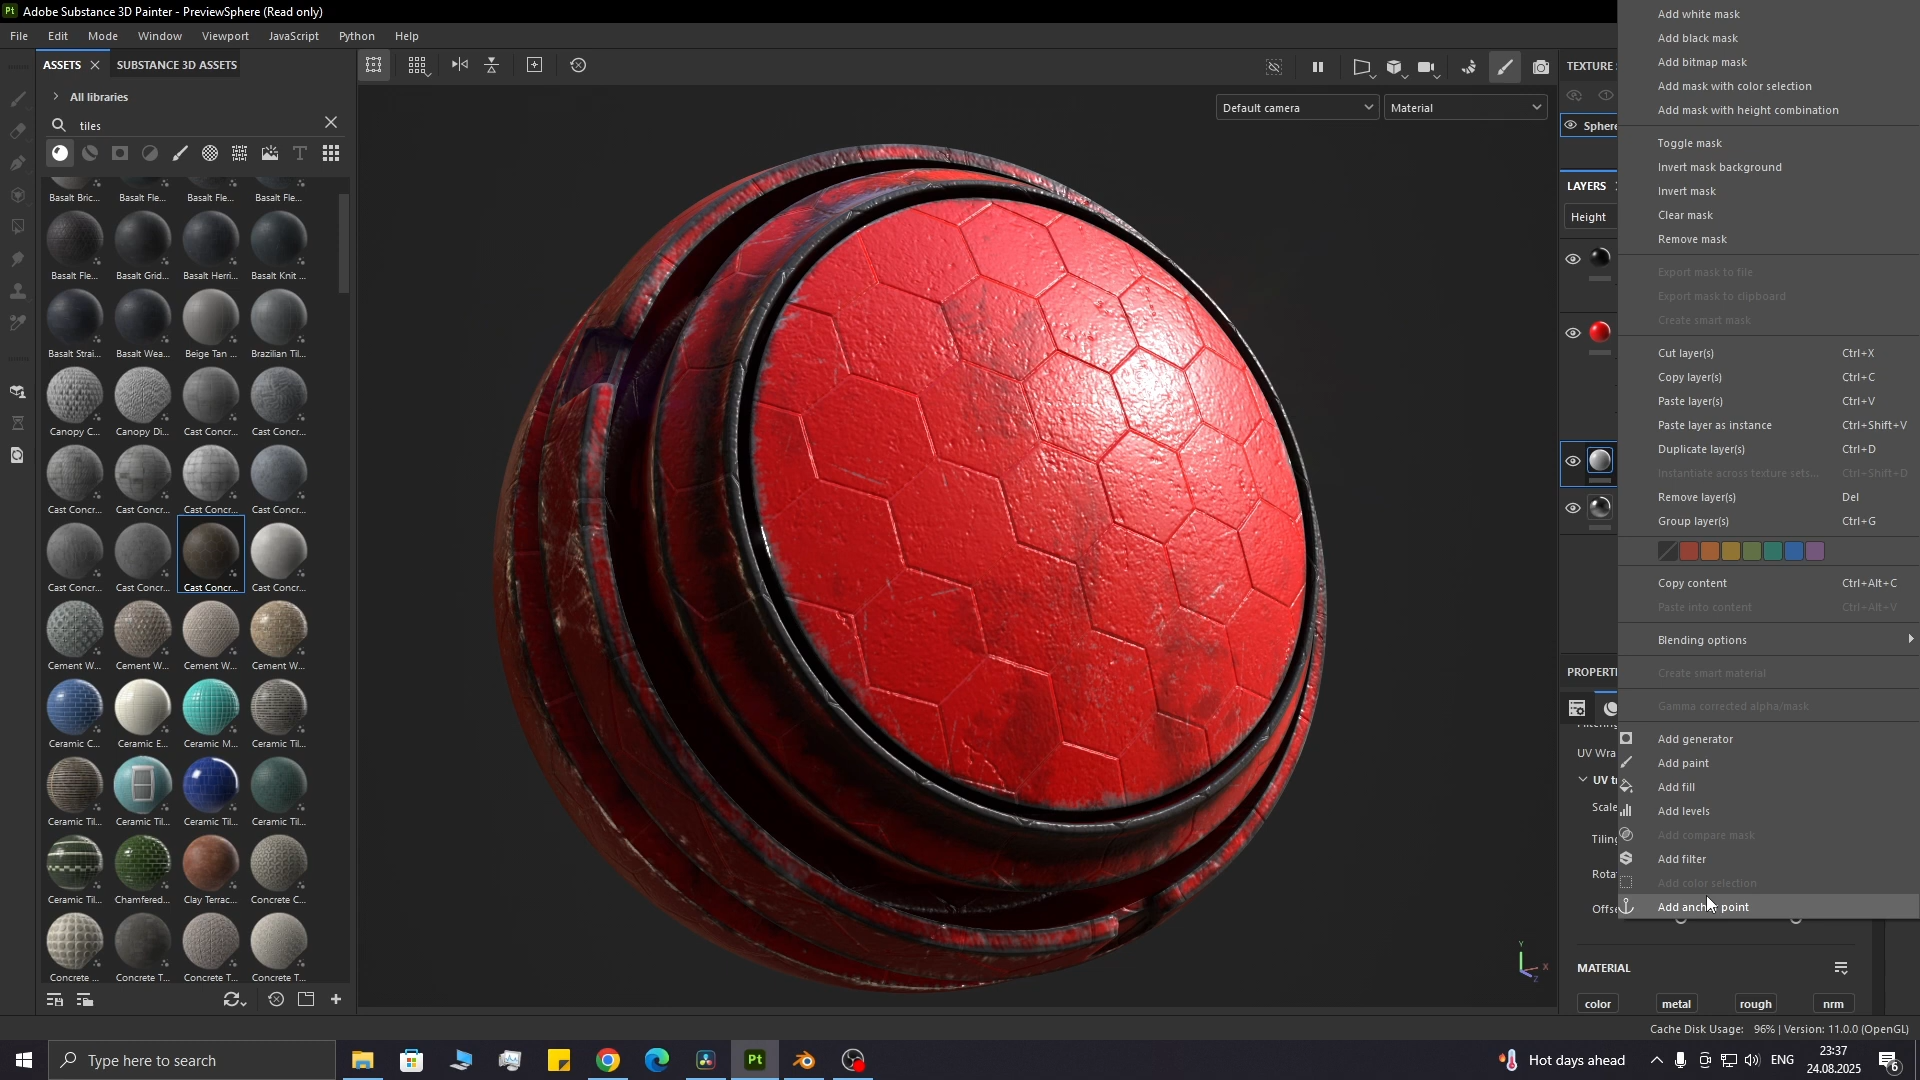 Pt Adobe Substance 3D Painter - PreviewSphere (Read only)
File Edit Mode Window Viewport JavaScript Python Help
ASSETS
SUBSTANCE 3D ASSETS
All libraries
tiles
Basalt Bric... Basalt Fle... Basalt Fle... Basalt Fle...
Basalt Fle... Basalt Grid... Basalt Herri... Basalt Knit ...
Basalt Strai... Basalt Wea... Beige Tan ... Brazilian Til...
Canopy C... Canopy Di... Cast Concr... Cast Concr...
Cast Concr... Cast Concr... Cast Concr... Cast Concr...
Cast Concr... Cast Concr... Cast Concr... Cast Concr...
Cement W... Cement W... Cement W... Cement W...
Ceramic C... Ceramic E... Ceramic M... Ceramic Til...
Ceramic Til... Ceramic Til... Ceramic Til... Ceramic Til...
Ceramic Til... Chamfered... Clay Terrac... Concrete C...
Concrete ... Concrete T... Concrete T... Concrete T...
Default camera
Material
TEXTURE
Sphere
LAYERS
Height
PROPERTI
UV Wra
UV t
Scale
Tiling
Rota
Offse
MATERIAL
color metal rough nrm
Add white mask
Add black mask
Add bitmap mask
Add mask with color selection
Add mask with height combination
Toggle mask
Invert mask background
Invert mask
Clear mask
Remove mask
Export mask to file
Export mask to clipboard
Create smart mask
Cut layer(s) Ctrl+X
Copy layer(s) Ctrl+C
Paste layer(s) Ctrl+V
Paste layer as instance Ctrl+Shift+V
Duplicate layer(s) Ctrl+D
Instantiate across texture sets... Ctrl+Shift+D
Remove layer(s) Del
Group layer(s) Ctrl+G
Copy content Ctrl+Alt+C
Paste into content Ctrl+Alt+V
Blending options
Create smart material
Gamma corrected alpha/mask
Add generator
Add paint
Add fill
Add levels
Add compare mask
Add filter
Add color selection
Add anchor point
Y
X
Z
Cache Disk Usage: 96% | Version: 11.0.0 (OpenGL)
Type here to search
Pt
Hot days ahead
ENG
23:37
24.08.2025
6